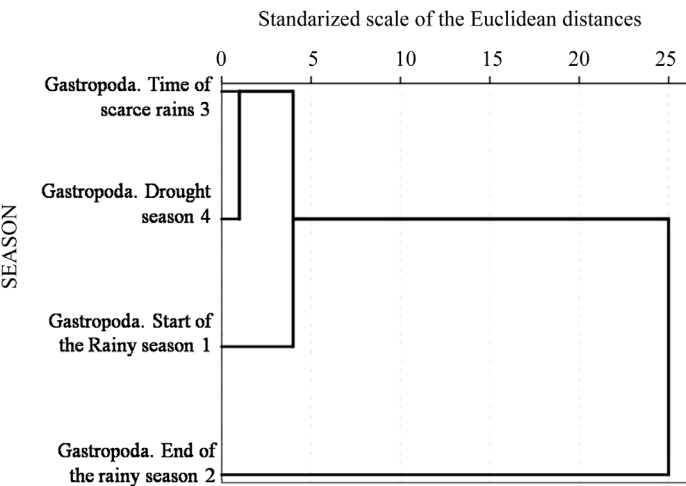 Standarized scale of the Euclidean distances
0 5 10 15 20 25
Gastropoda. Time of
scarce rains 3
Gastropoda. Drought
season 4
SEASON
Gastropoda. Start of
the Rainy season 1
Gastropoda. End of
the rainy season 2